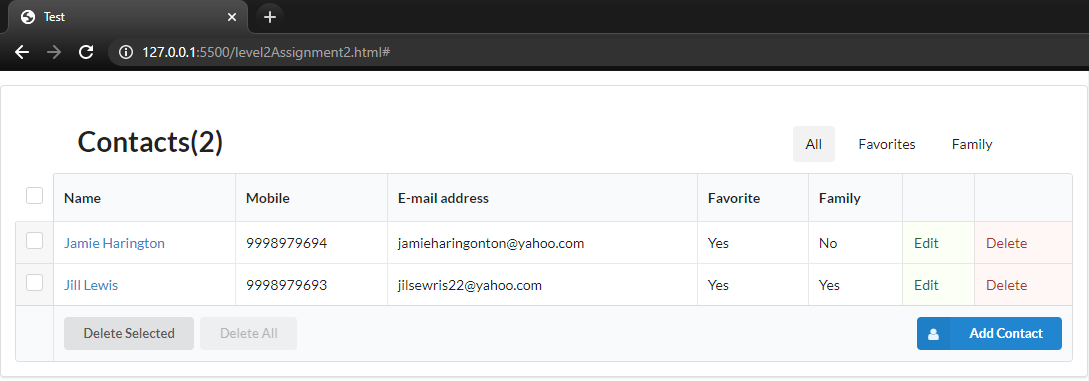 Test
127.0.0.1:5500/level2Assignment2.html#
Contacts(2)
All Favorites Family
Name Mobile E-mail address Favorite Family
Jamie Harington 9998979694 jamieharingonton@yahoo.com Yes No Edit Delete
Jill Lewis 9998979693 jilsewris22@yahoo.com Yes Yes Edit Delete
Delete Selected Delete All Add Contact